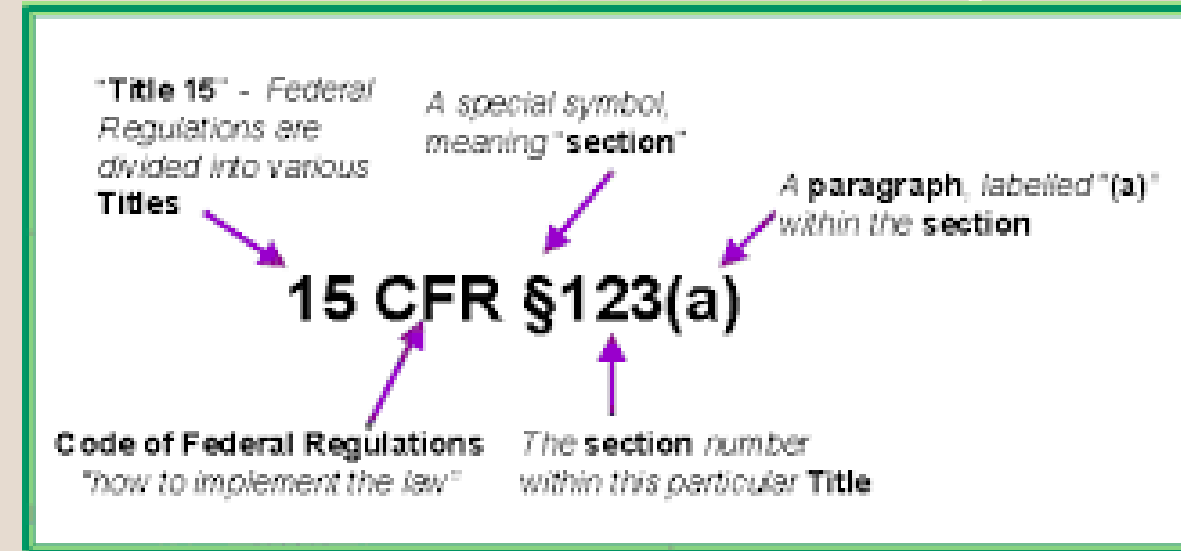 "Title 15" - Federal
Regulations are
divided into various
Titles
A special symbol,
meaning "section"
A paragraph, labelled "(a)"
within the section
15 CFR §123(a)
Code of Federal Regulations
"how to implement the law"
The section number
within this particular Title